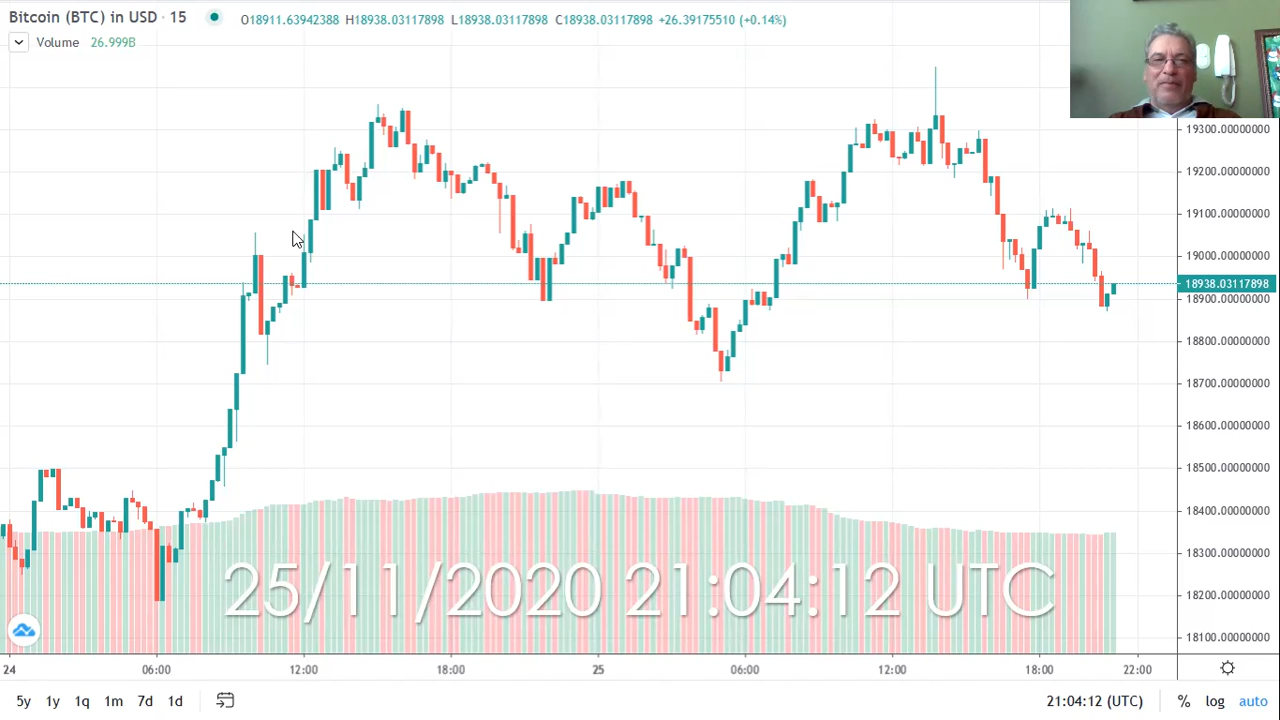 Bitcoin (BTC) in USD · 15 O18911.63942388 H18938.03117898 L18938.03117898 C18938.03117898 +26.39175510 (+0.14%)
Volume 26.999B
19300.00000000
19200.00000000
19100.00000000
19000.00000000
18938.03117898
18900.00000000
18800.00000000
18700.00000000
18600.00000000
18500.00000000
18400.00000000
18300.00000000
18200.00000000
18100.00000000
25/11/2020 21:04:12 UTC
24 06:00 12:00 18:00 25 06:00 12:00 18:00 22:00
5y 1y 1q 1m 7d 1d 21:04:12 (UTC) % log auto